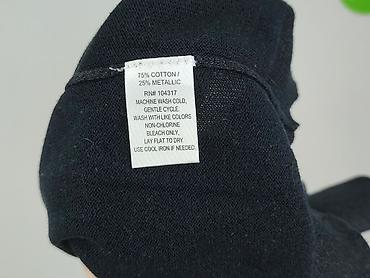 75% COTTON /
25% METALLIC
RN# 104317
MACHINE WASH COLD,
GENTLE CYCLE.
WASH WITH LIKE COLORS
NON-CHLORINE
BLEACH ONLY,
LAY FLAT TO DRY.
USE COOL IRON IF NEEDED.